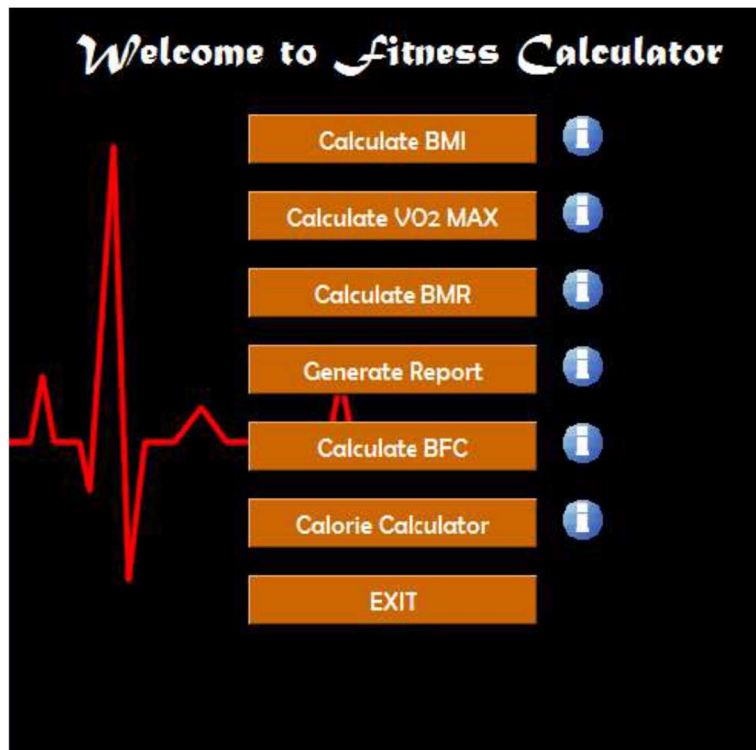 Welcome to Fitness Calculator
Calculate BMI
Calculate VO2 MAX
Calculate BMR
Generate Report
Calculate BFC
Calorie Calculator
EXIT